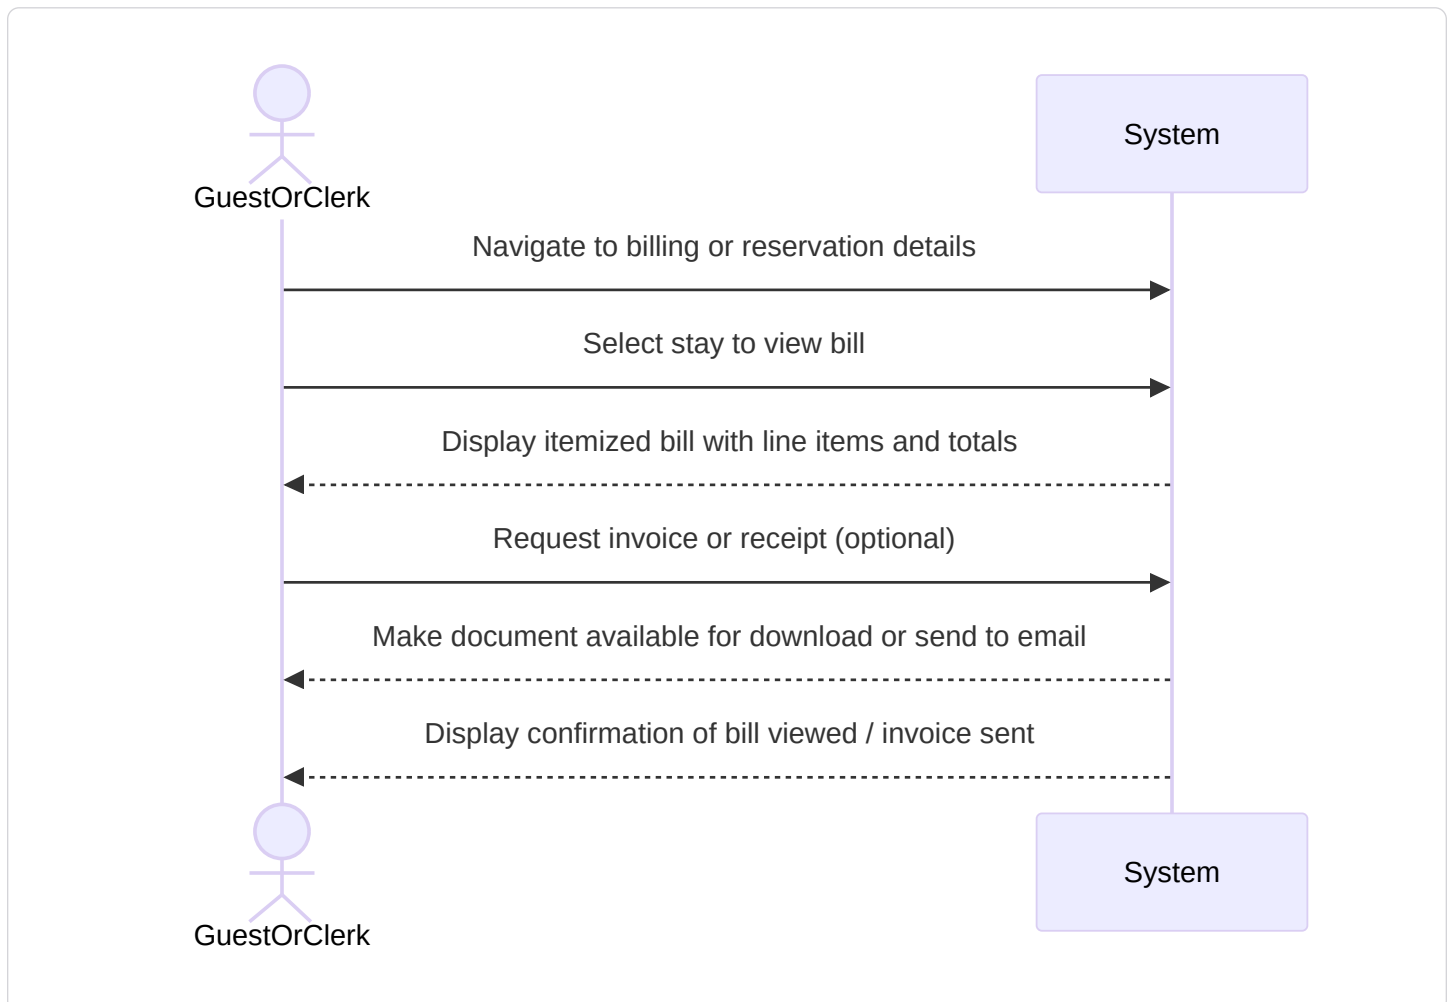 System
GuestOrClerk
Navigate to billing or reservation details
Select stay to view bill
Display itemized bill with line items and totals
Request invoice or receipt (optional)
Make document available for download or send to email
Display confirmation of bill viewed / invoice sent
System
GuestOrClerk